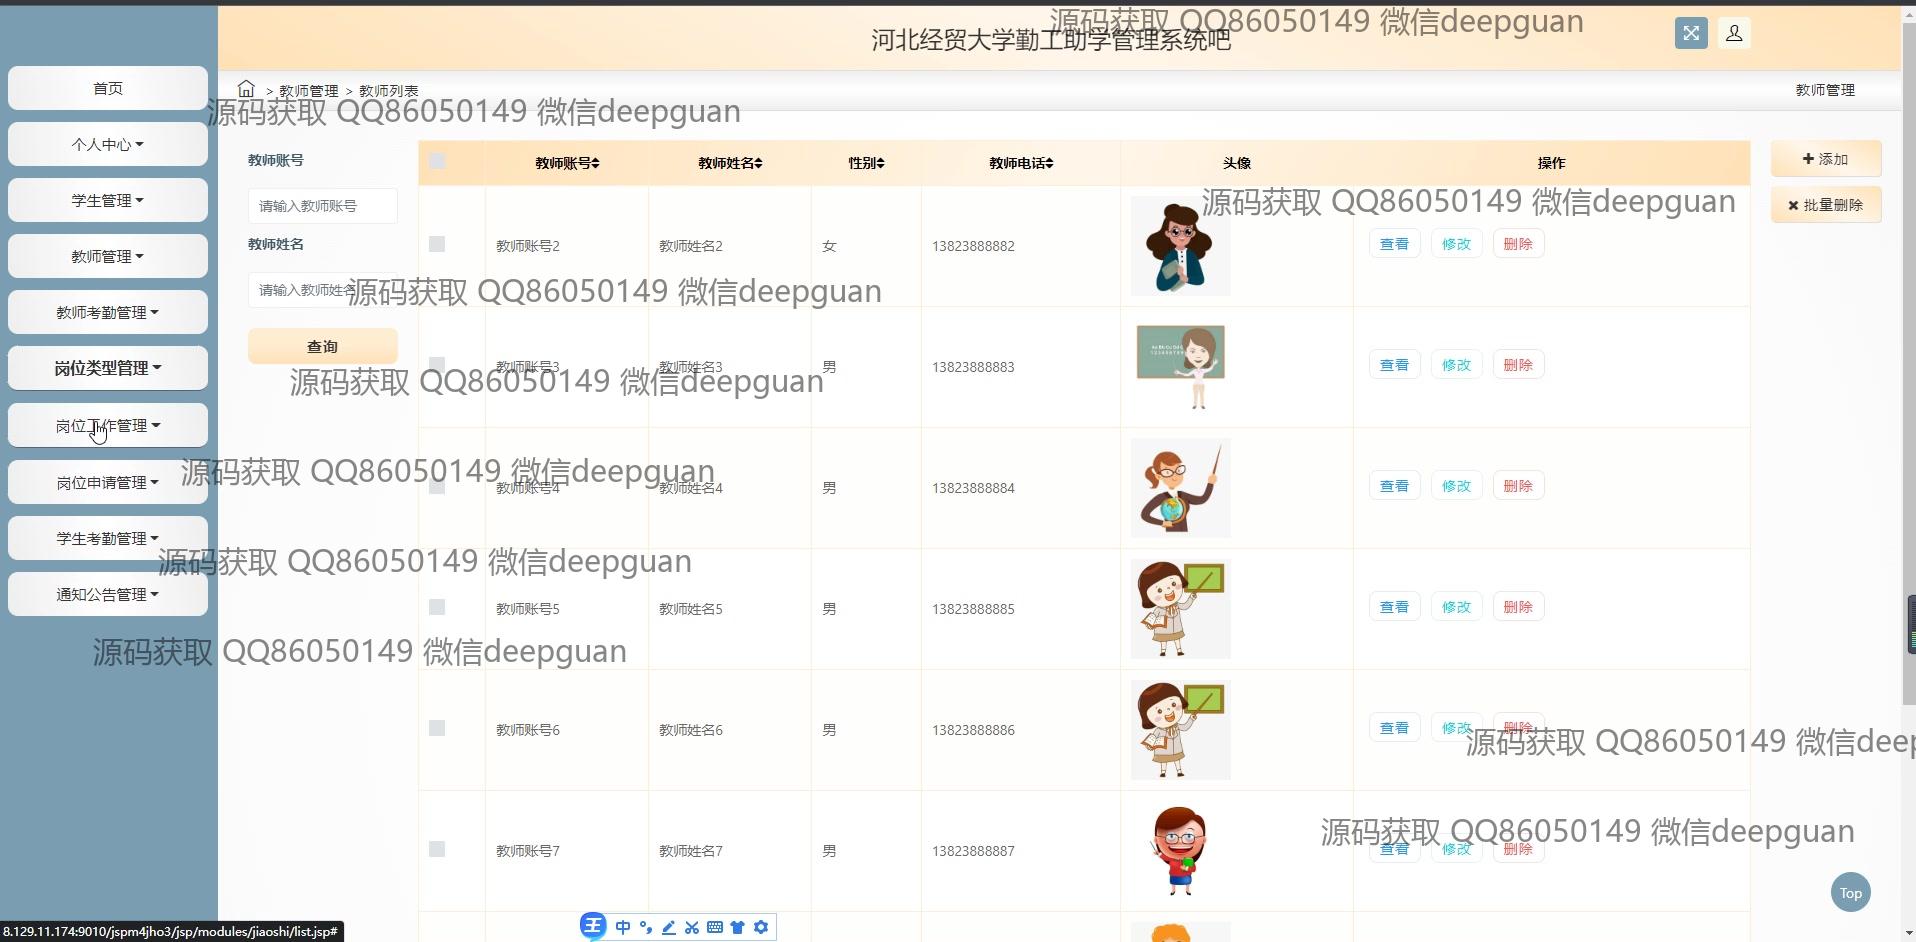 源码获取 QQ86050149 微信deepguan
河北经贸大学勤工助学管理系统吧
首页
个人中心
学生管理
教师管理
教师考勤管理
岗位类型管理
岗位工作管理
岗位申请管理
学生考勤管理
通知公告管理
> 教师管理 > 教师列表
教师管理
源码获取 QQ86050149 微信deepguan
教师账号
请输入教师账号
教师姓名
请输入教师姓名
查询
教师账号 教师姓名 性别 教师电话 头像 操作
添加
批量删除
源码获取 QQ86050149 微信deepguan
教师账号2 教师姓名2 女 13823888882 查看 修改 删除
源码获取 QQ86050149 微信deepguan
教师账号3 教师姓名3 男 13823888883 查看 修改 删除
源码获取 QQ86050149 微信deepguan
教师账号4 教师姓名4 男 13823888884 查看 修改 删除
源码获取 QQ86050149 微信deepguan
源码获取 QQ86050149 微信deepguan
教师账号5 教师姓名5 男 13823888885 查看 修改 删除
源码获取 QQ86050149 微信deepguan
教师账号6 教师姓名6 男 13823888886 查看 修改 删除
源码获取 QQ86050149 微信deep
源码获取 QQ86050149 微信deepguan
教师账号7 教师姓名7 男 13823888887 查看 修改 删除
Top
8.129.11.174:9010/jspm4jho3/jsp/modules/jiaoshi/list.jsp#
王 中